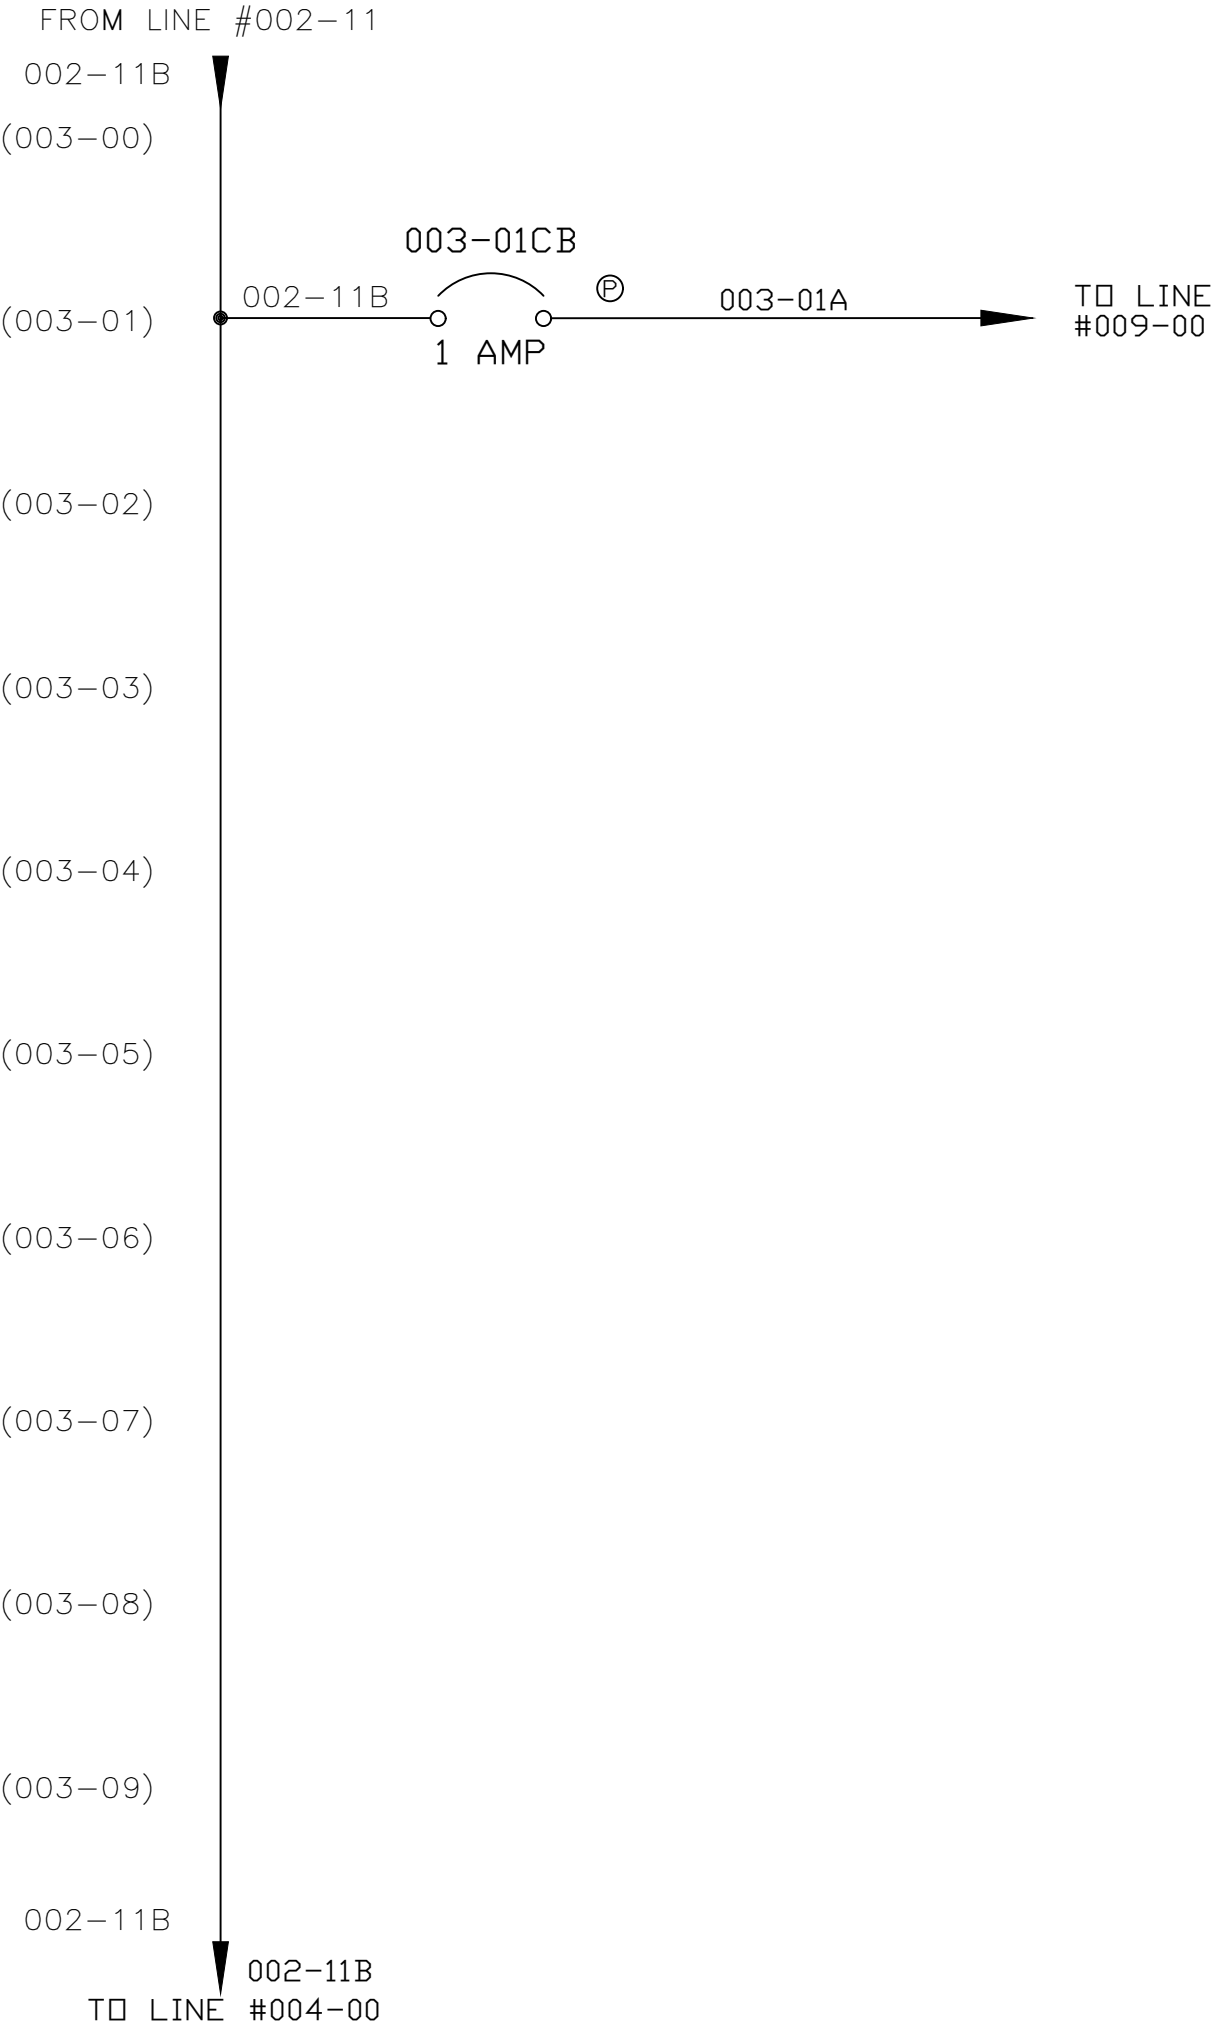 FROM LINE #002-11
002-11B
(003-00)
003-01CB
(003-01)
002-11B
P
003-01A
TO LINE
#009-00
1 AMP
(003-02)
(003-03)
(003-04)
(003-05)
(003-06)
(003-07)
(003-08)
(003-09)
002-11B
002-11B
TO LINE #004-00